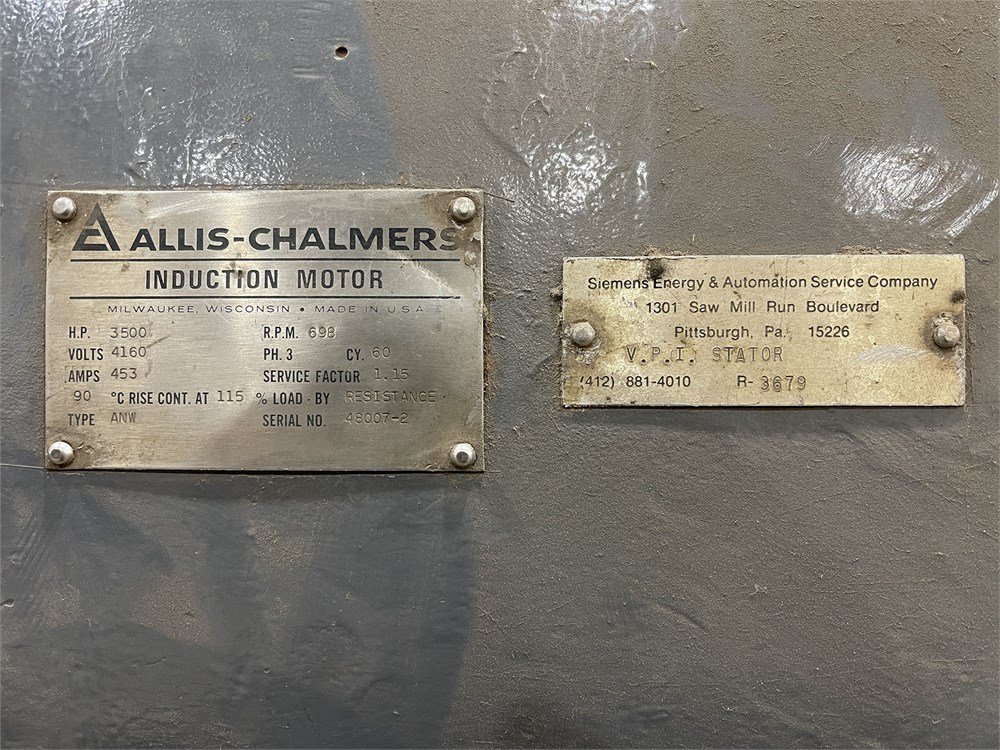 ALLIS-CHALMERS
INDUCTION MOTOR
MILWAUKEE, WISCONSIN • MADE IN U S A
H.P. 3500 R.P.M. 698
VOLTS 4160 PH. 3 CY. 60
AMPS 453 SERVICE FACTOR 1.15
90 °C RISE CONT. AT 115 % LOAD - BY RESISTANCE
TYPE ANW SERIAL NO. 48007-2
Siemens Energy & Automation Service Company
1301 Saw Mill Run Boulevard
Pittsburgh, Pa. 15226
V.P.I. STATOR
(412) 881-4010 R- 3679